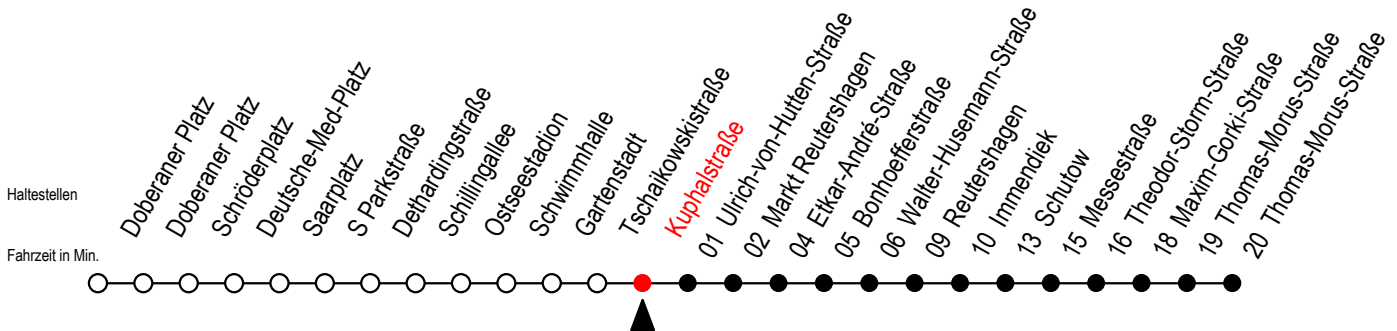 Haltestellen
Fahrzeit in Min.
Doberaner Platz
Doberaner Platz
Schröderplatz
Deutsche-Med-Platz
Saarplatz
S Parkstraße
Dethardingstraße
Schillingallee
Ostseestadion
Schwimmhalle
Gartenstadt
Tschaikowskistraße
Kuphalstraße
01 Ulrich-von-Hutten-Straße
02 Markt Reutershagen
04 Etkar-André-Straße
05 Bonhoefferstraße
06 Walter-Husemann-Straße
09 Reutershagen
10 Immendiek
13 Schutow
15 Messestraße
16 Theodor-Storm-Straße
18 Maxim-Gorki-Straße
19 Thomas-Morus-Straße
20 Thomas-Morus-Straße